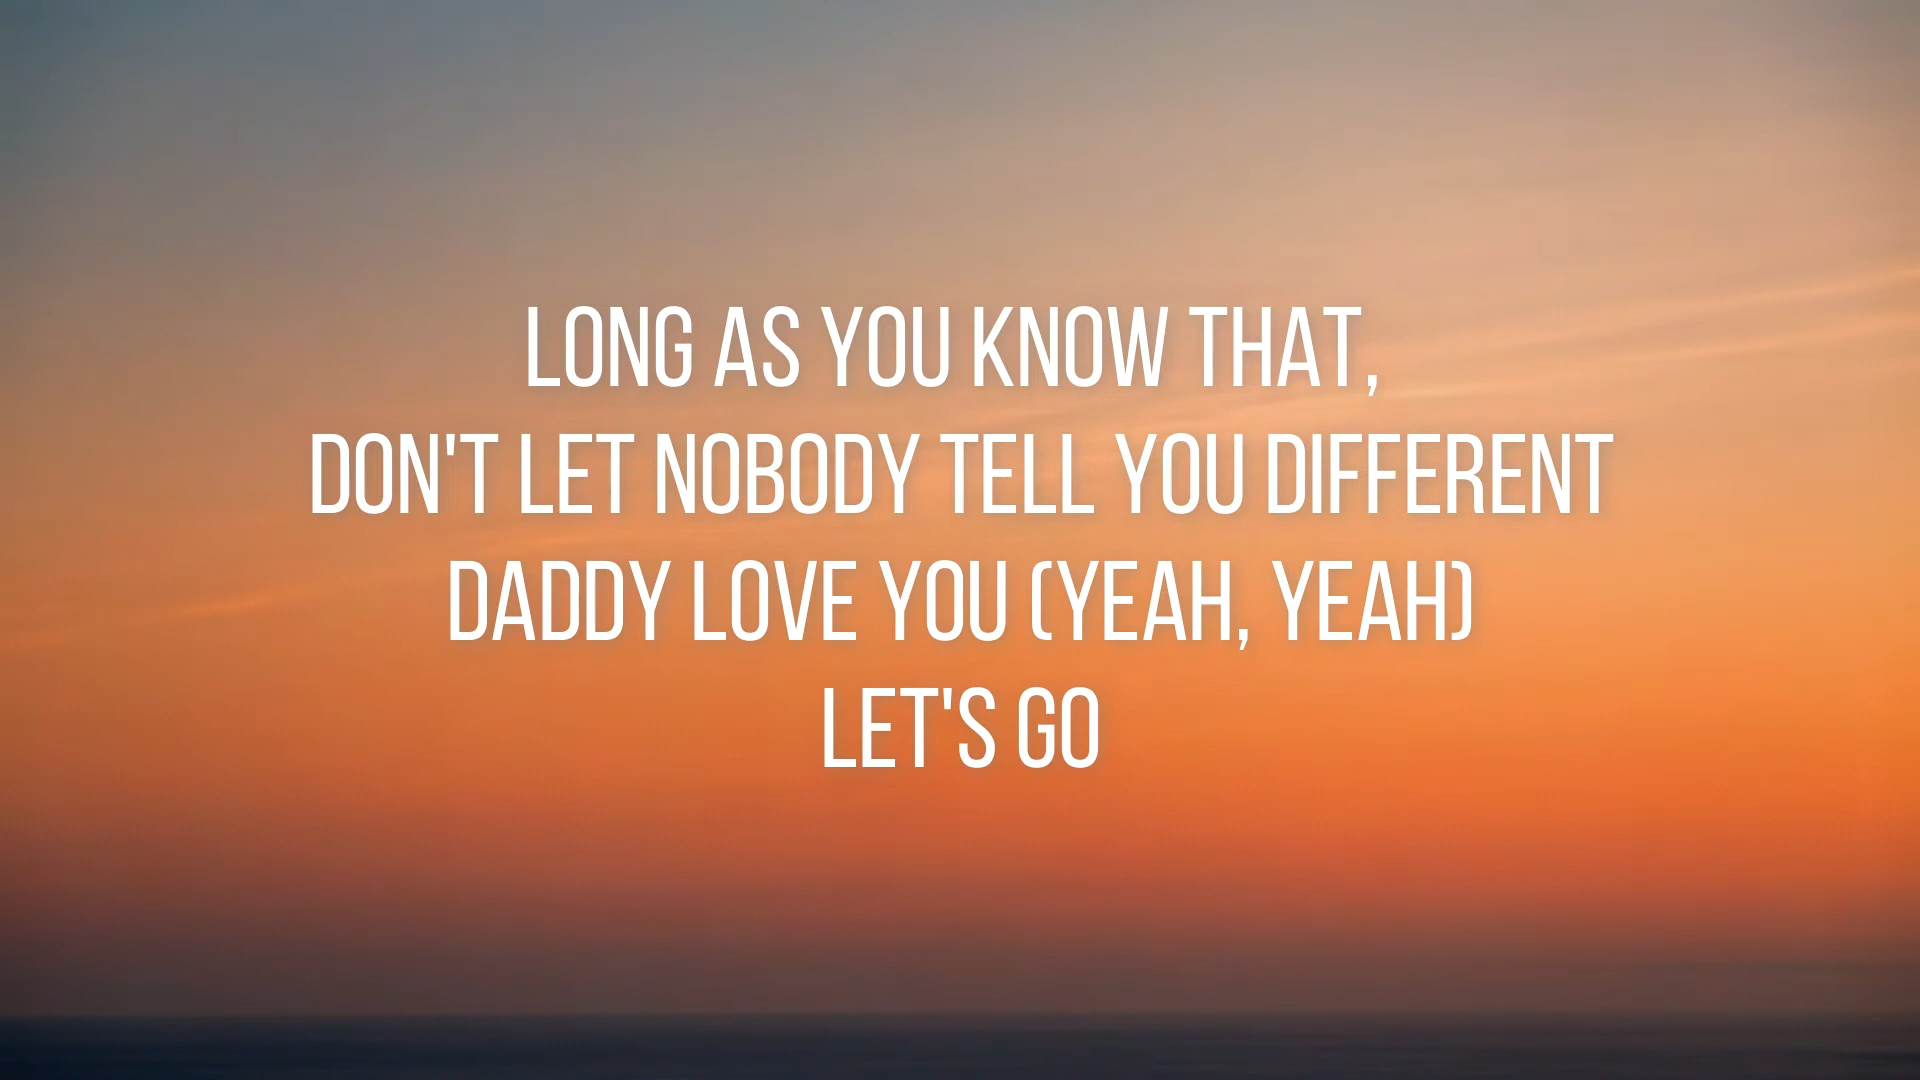 LONG AS YOU KNOW THAT,
DON'T LET NOBODY TELL YOU DIFFERENT
DADDY LOVE YOU (YEAH, YEAH)
LET'S GO